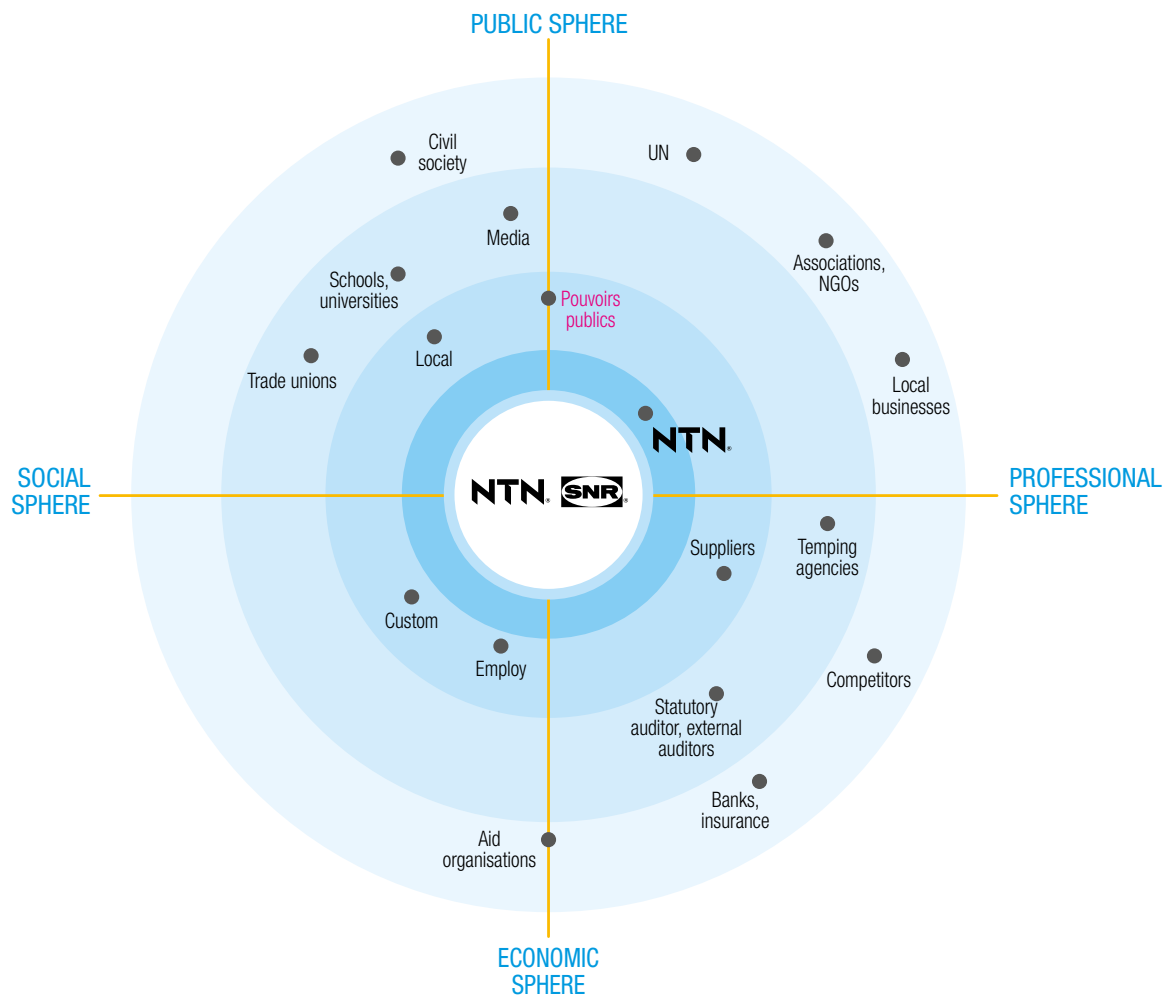 PUBLIC SPHERE
Civil
society
UN
Media
Associations,
NGOs
Schools,
universities
Pouvoirs
publics
Local
Trade unions
Local
businesses
NTN®
SOCIAL
SPHERE
NTN® SNR®
PROFESSIONAL
SPHERE
Suppliers
Temping
agencies
Custom
Employ
Competitors
Statutory
auditor, external
auditors
Banks,
insurance
Aid
organisations
ECONOMIC
SPHERE